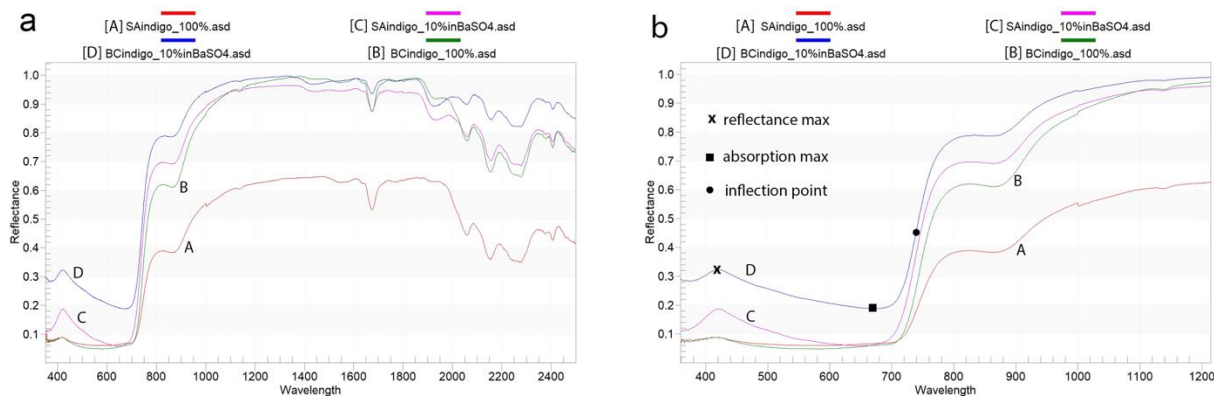 a
[A] SAindigo_100%.asd
[C] SAindigo_10%inBaSO4.asd
[D] BCindigo_10%inBaSO4.asd
[B] BCindigo_100%.asd
1.0
0.9
0.8
0.7
0.6
0.5
0.4
0.3
0.2
0.1
Reflectance
B
A
D
C
400 600 800 1000 1200 1400 1600 1800 2000 2200 2400
Wavelength
b
[A] SAindigo_100%.asd
[C] SAindigo_10%inBaSO4.asd
[D] BCindigo_10%inBaSO4.asd
[B] BCindigo_100%.asd
1.0
0.9
0.8
0.7
0.6
0.5
0.4
0.3
0.2
0.1
Reflectance
x reflectance max
absorption max
inflection point
B
A
x
D
C
400 500 600 700 800 900 1000 1100 1200
Wavelength